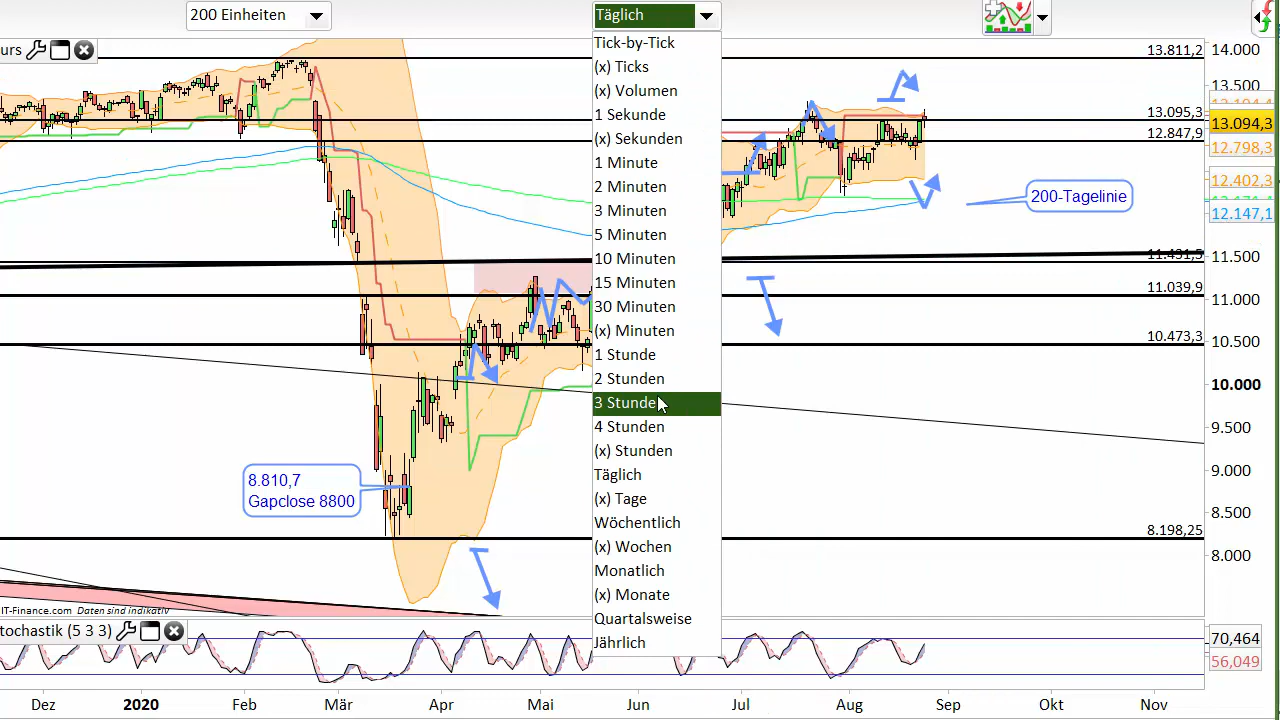 200 Einheiten
Täglich
urs
Tick-by-Tick
(x) Ticks
(x) Volumen
1 Sekunde
(x) Sekunden
1 Minute
2 Minuten
3 Minuten
5 Minuten
10 Minuten
15 Minuten
30 Minuten
(x) Minuten
1 Stunde
2 Stunden
3 Stunde
4 Stunden
(x) Stunden
Täglich
(x) Tage
Wöchentlich
(x) Wochen
Monatlich
(x) Monate
Quartalsweise
Jährlich
13.811,2
13.095,3
12.847,9
200-Tagelinie
11.431,5
11.039,9
10.473,3
8.198,25
14.000
13.500
13.094,3
12.798,3
12.402,3
12.147,1
11.500
11.000
10.500
10.000
9.500
9.000
8.500
8.000
8.810,7
Gapclose 8800
IT-Finance.com Daten sind indikativ
tochastik (5 3 3)
70,464
56,049
Dez 2020 Feb Mär Apr Mai Jun Jul Aug Sep Okt Nov